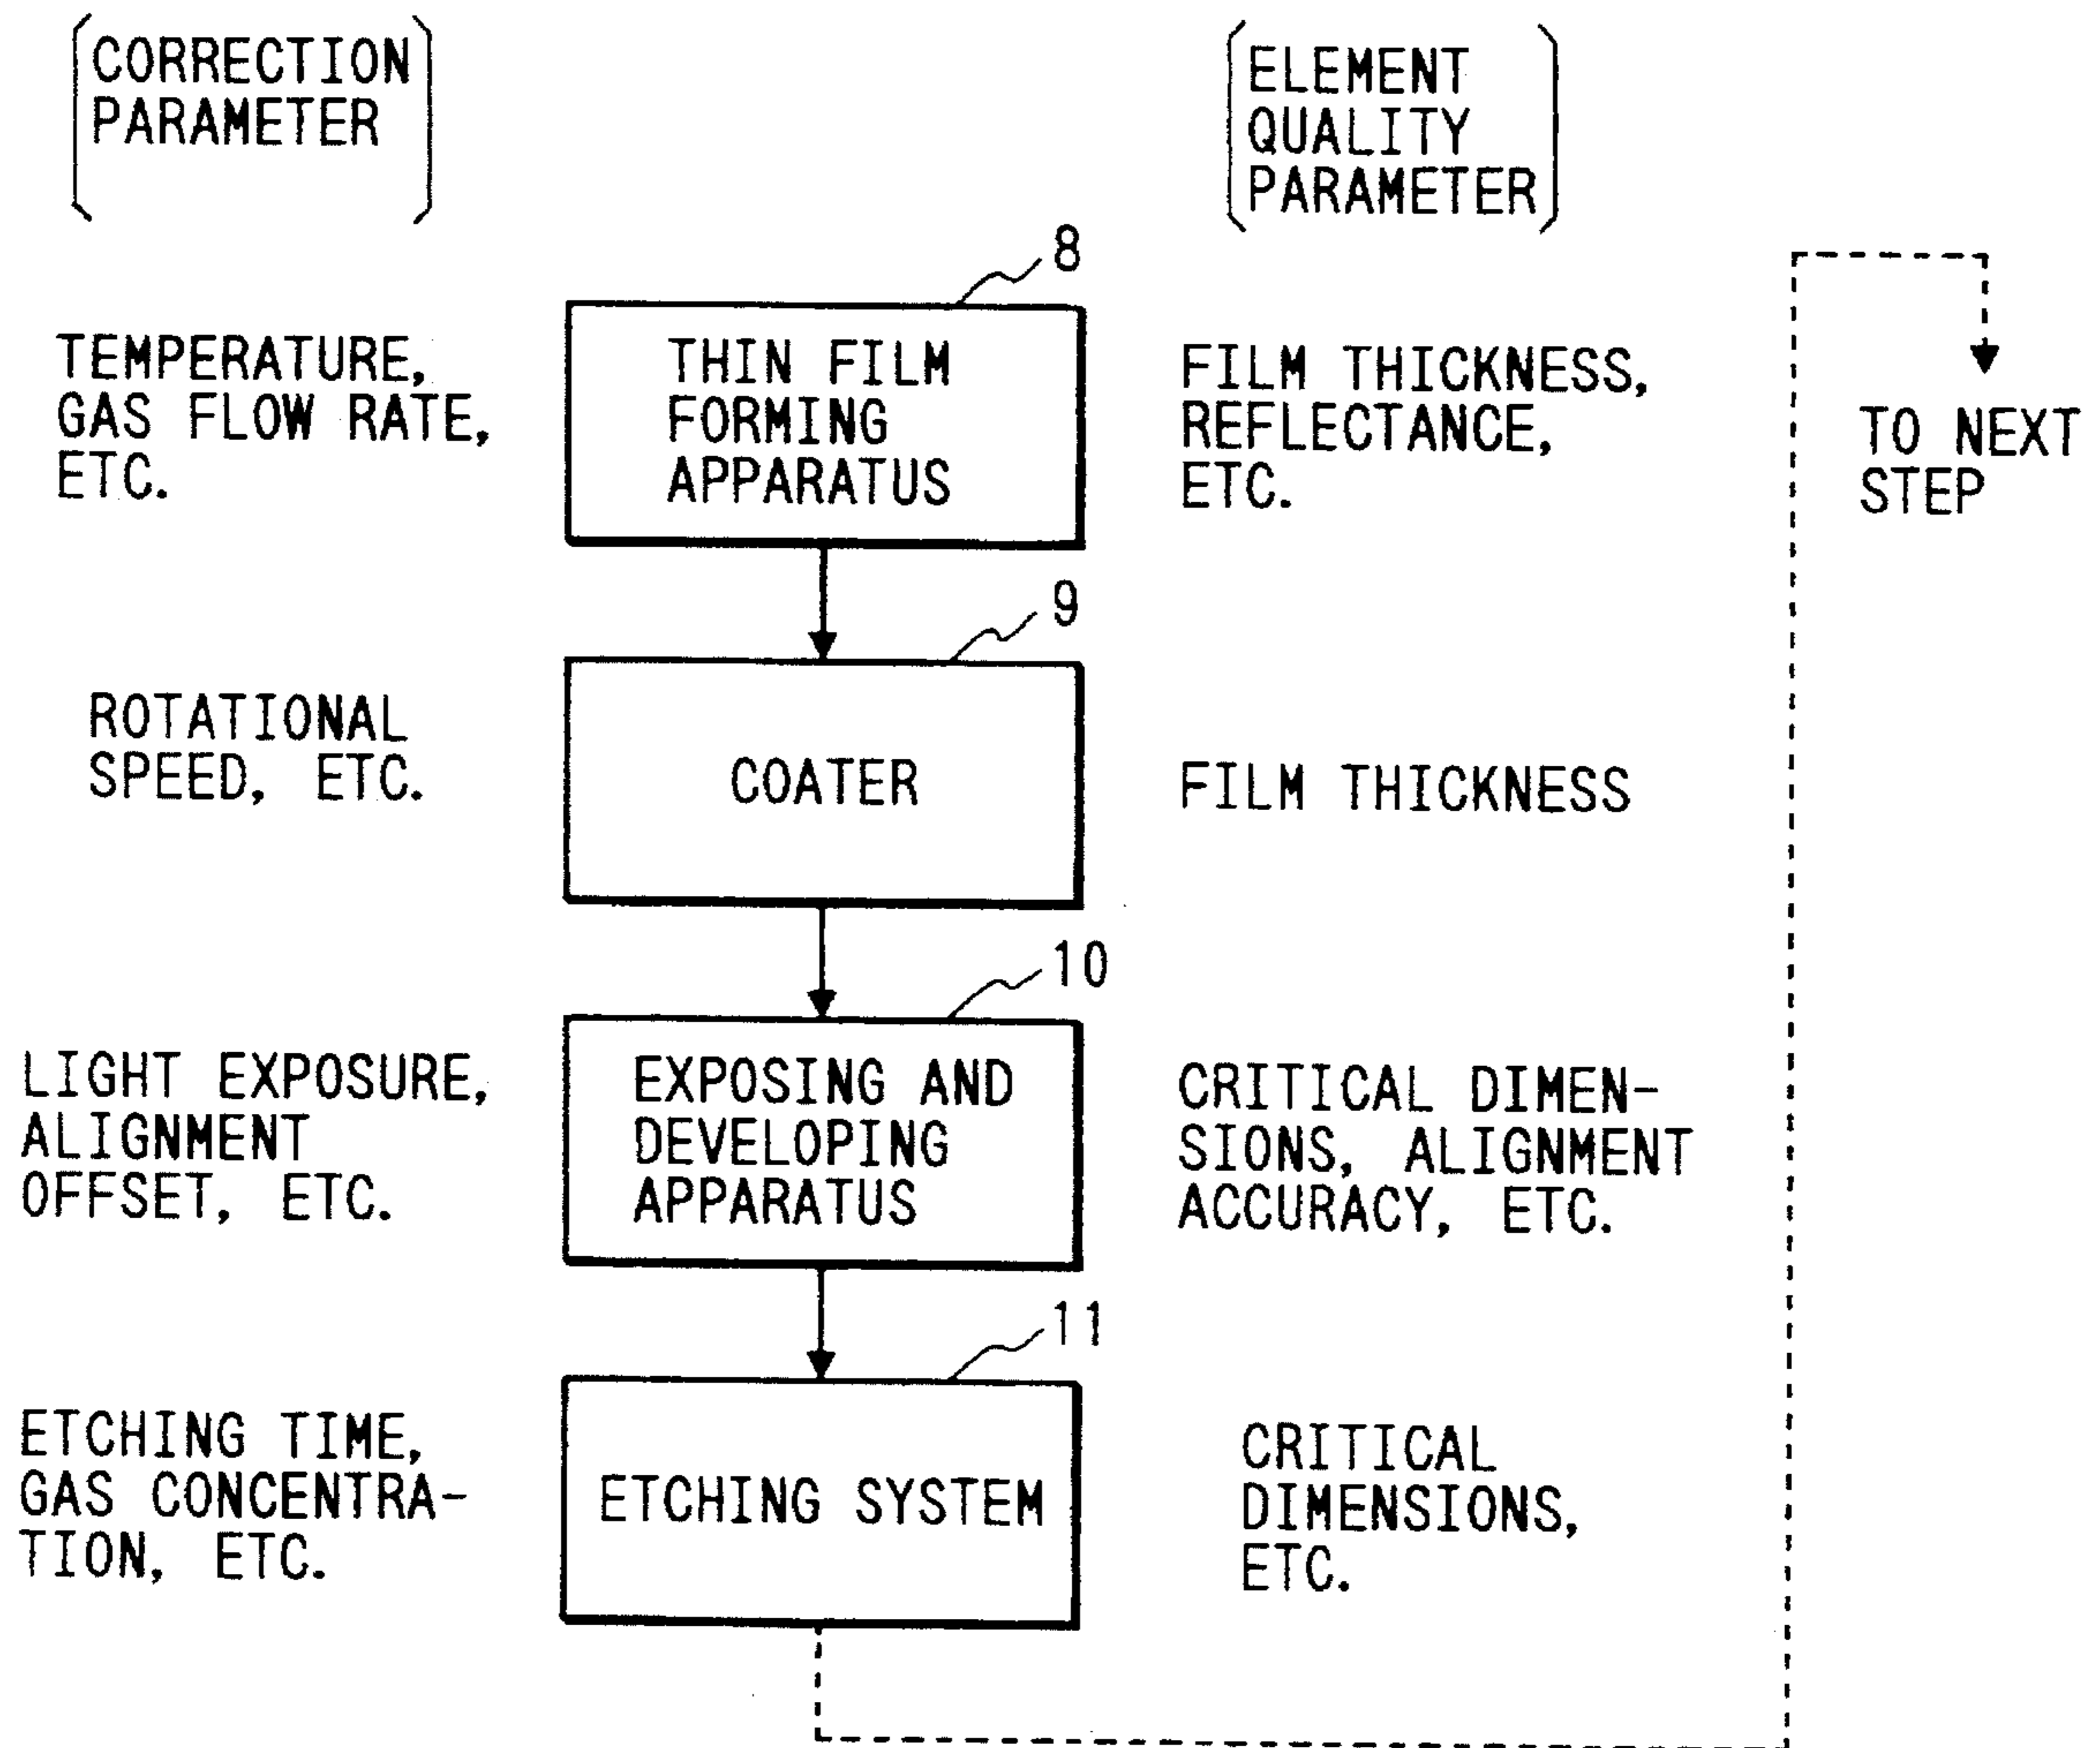 CORRECTION
PARAMETER
ELEMENT
QUALITY
PARAMETER
8
TEMPERATURE,
GAS FLOW RATE,
ETC.
THIN FILM
FORMING
APPARATUS
FILM THICKNESS,
REFLECTANCE,
ETC.
TO NEXT
STEP
9
ROTATIONAL
SPEED, ETC.
COATER
FILM THICKNESS
10
LIGHT EXPOSURE,
ALIGNMENT
OFFSET, ETC.
EXPOSING AND
DEVELOPING
APPARATUS
CRITICAL DIMEN-
SIONS, ALIGNMENT
ACCURACY, ETC.
11
ETCHING TIME,
GAS CONCENTRA-
TION, ETC.
ETCHING SYSTEM
CRITICAL
DIMENSIONS,
ETC.